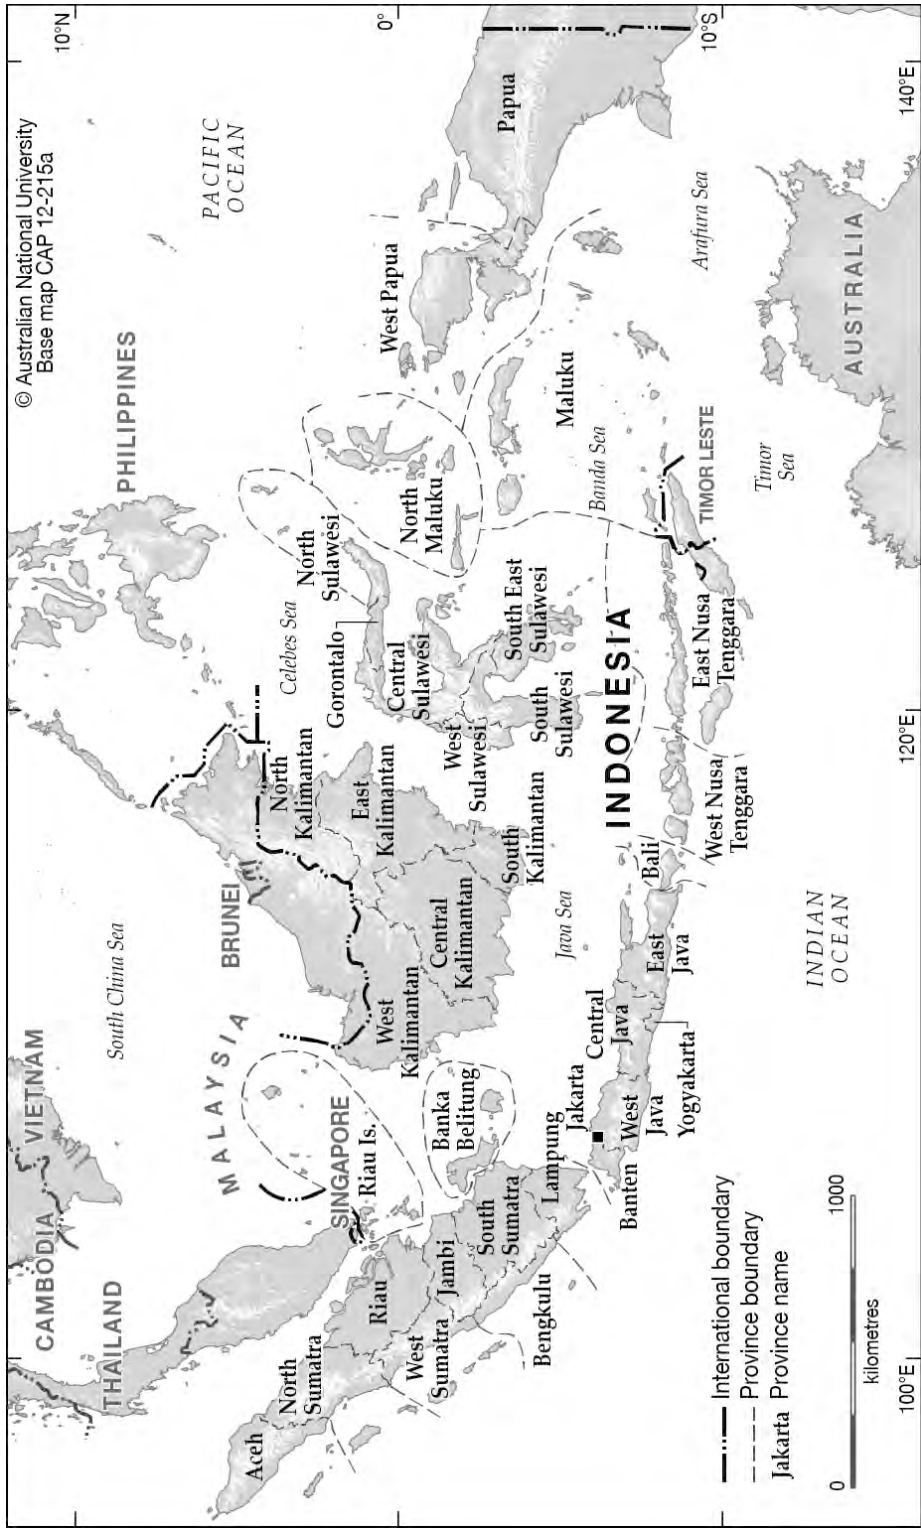 © Australian National University
Base map CAP 12-215a
10°N
0°
10°S
100°E
120°E
140°E
VIETNAM
CAMBODIA
THAILAND
MALAYSIA
SINGAPORE
BRUNEI
PHILIPPINES
TIMOR LESTE
AUSTRALIA
INDONESIA
PACIFIC
OCEAN
INDIAN
OCEAN
South China Sea
Celebes Sea
Java Sea
Banda Sea
Arafura Sea
Timor
Sea
Aceh
North
Sumatra
Riau
Riau Is.
West
Sumatra
Jambi
South
Sumatra
Bengkulu
Lampung
Banka
Belitung
Banten
Jakarta
West
Java
Central
Java
Yogyakarta
East
Java
Bali
West Nusa
Tenggara
East Nusa
Tenggara
West
Kalimantan
Central
Kalimantan
South
Kalimantan
East
Kalimantan
North
Kalimantan
West
Sulawesi
South
Sulawesi
South East
Sulawesi
Central
Sulawesi
Gorontalo
North
Sulawesi
North
Maluku
Maluku
West Papua
Papua
International boundary
Province boundary
Jakarta Province name
0 1000
kilometres